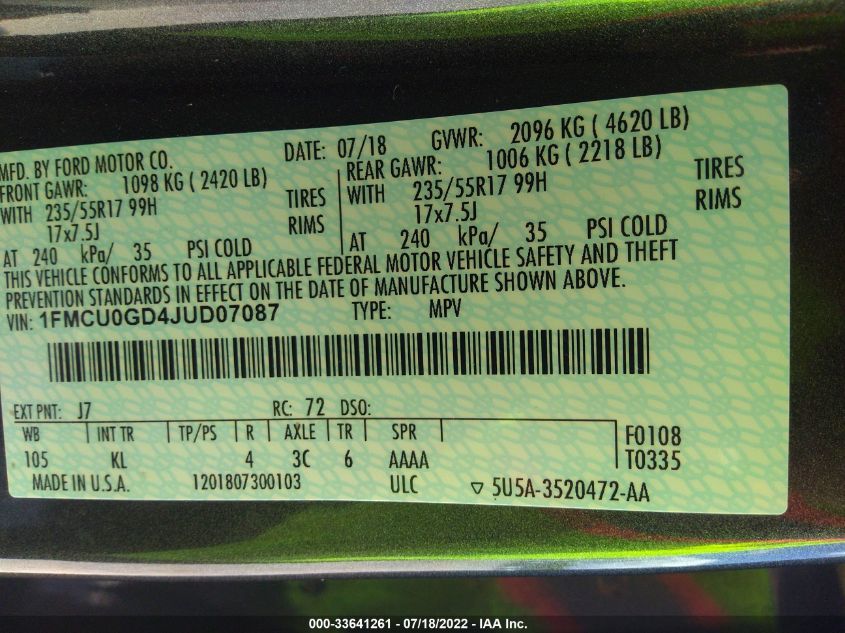 MFD. BY FORD MOTOR CO. DATE: 07/18 GVWR: 2096 KG ( 4620 LB)
FRONT GAWR: 1098 KG ( 2420 LB) REAR GAWR: 1006 KG ( 2218 LB)
WITH 235/55R17 99H TIRES WITH 235/55R17 99H TIRES
17x7.5J RIMS 17x7.5J RIMS
AT 240 kPa/ 35 PSI COLD AT 240 kPa/ 35 PSI COLD
THIS VEHICLE CONFORMS TO ALL APPLICABLE FEDERAL MOTOR VEHICLE SAFETY AND THEFT
PREVENTION STANDARDS IN EFFECT ON THE DATE OF MANUFACTURE SHOWN ABOVE.
VIN: 1FMCU0GD4JUD07087 TYPE: MPV
EXT PNT: J7 RC: 72 DSO:
WB INT TR TP/PS R AXLE TR SPR F0108
105 KL 4 3C 6 AAAA T0335
MADE IN U.S.A. 1201807300103 ULC ▽ 5U5A-3520472-AA
000-33641261 - 07/18/2022 - IAA Inc.